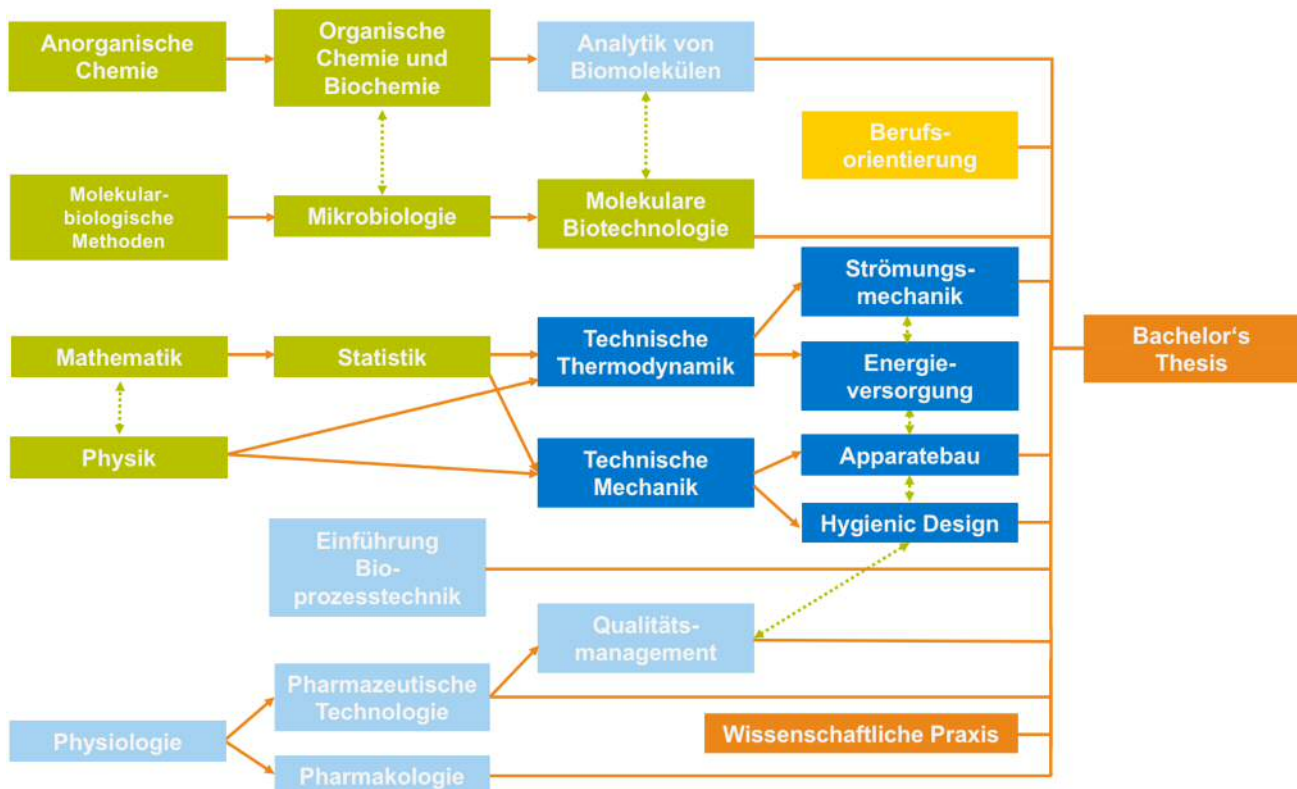 Anorganische
Chemie
Organische
Chemie und
Biochemie
Analytik von
Biomolekülen
Berufs-
orientierung
Molekular-
biologische
Methoden
Mikrobiologie
Molekulare
Biotechnologie
Strömungs-
mechanik
Mathematik
Statistik
Technische
Thermodynamik
Energie-
versorgung
Bachelor's
Thesis
Physik
Technische
Mechanik
Apparatebau
Hygienic Design
Einführung
Bio-
prozesstechnik
Qualitäts-
management
Pharmazeutische
Technologie
Physiologie
Wissenschaftliche Praxis
Pharmakologie